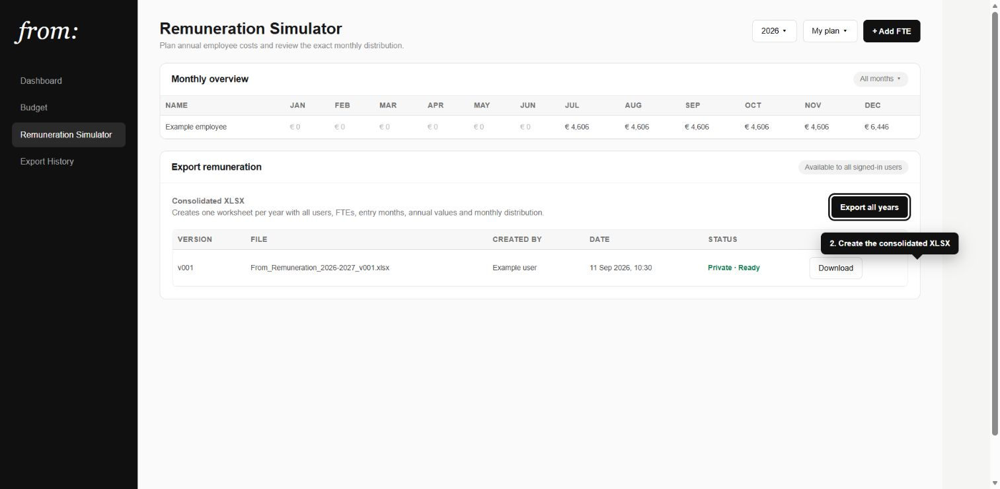 from:
Dashboard
Budget
Remuneration Simulator
Export History
Remuneration Simulator
Plan annual employee costs and review the exact monthly distribution.
2026 ▾
My plan ▾
+ Add FTE
Monthly overview
All months ▾
NAME JAN FEB MAR APR MAY JUN JUL AUG SEP OCT NOV DEC
Example employee € 0 € 0 € 0 € 0 € 0 € 0 € 4,606 € 4,606 € 4,606 € 4,606 € 4,606 € 6,446
Export remuneration
Available to all signed-in users
Consolidated XLSX
Creates one worksheet per year with all users, FTEs, entry months, annual values and monthly distribution.
Export all years
2. Create the consolidated XLSX
VERSION FILE CREATED BY DATE STATUS
v001 From_Remuneration_2026-2027_v001.xlsx Example user 11 Sep 2026, 10:30 Private · Ready Download